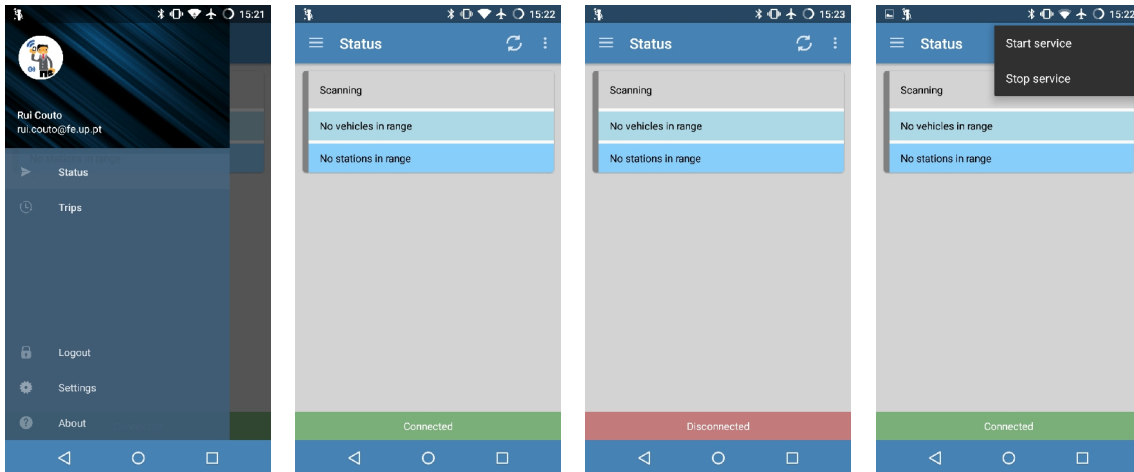 15:21
Rui Couto
rui.couto@fe.up.pt
Status
Trips
Logout
Settings
About
15:22
Status
Scanning
No vehicles in range
No stations in range
Connected
15:23
Status
Scanning
No vehicles in range
No stations in range
Disconnected
15:22
Status
Start service
Stop service
Scanning
No vehicles in range
No stations in range
Connected